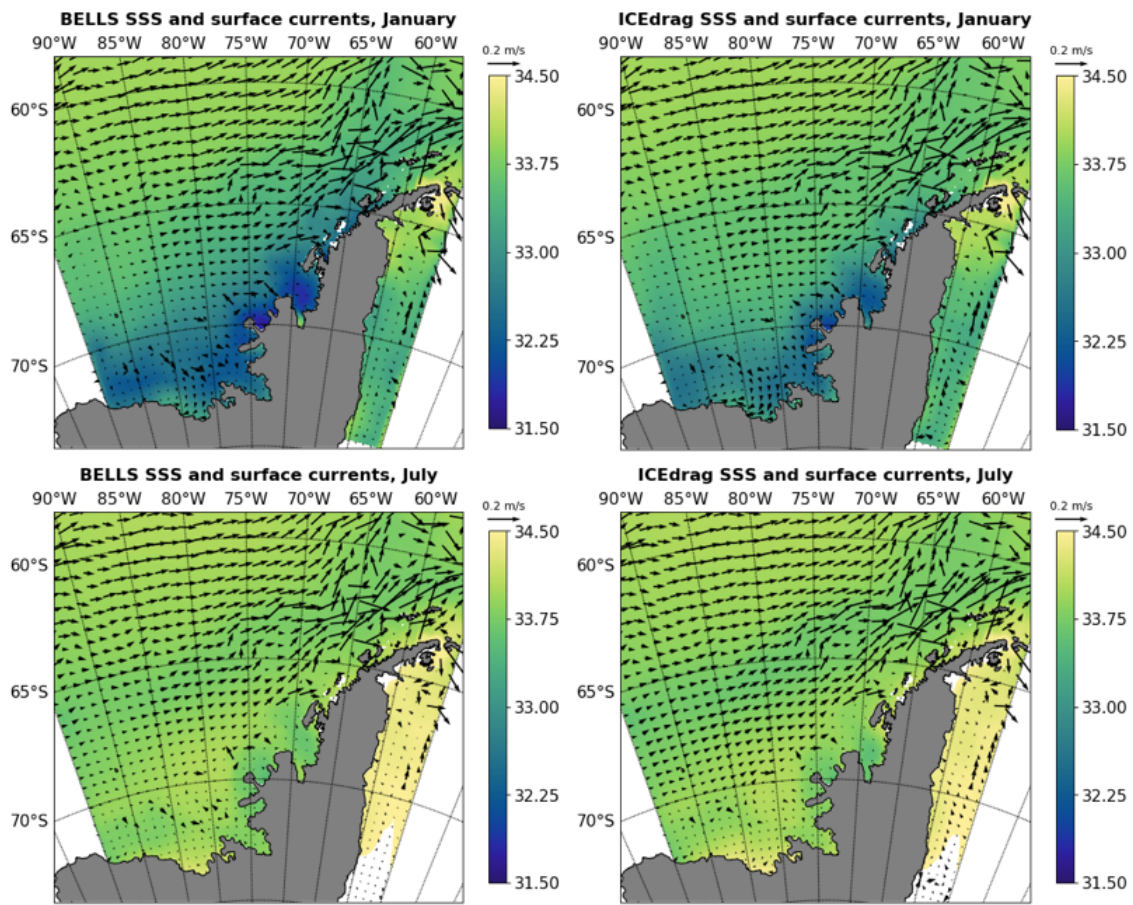 BELLS SSS and surface currents, January
90°W 85°W 80°W 75°W 70°W 65°W 60°W
0.2 m/s
60°S
65°S
70°S
34.50
33.75
33.00
32.25
31.50
ICEdrag SSS and surface currents, January
90°W 85°W 80°W 75°W 70°W 65°W 60°W
0.2 m/s
60°S
65°S
70°S
34.50
33.75
33.00
32.25
31.50
BELLS SSS and surface currents, July
90°W 85°W 80°W 75°W 70°W 65°W 60°W
0.2 m/s
60°S
65°S
70°S
34.50
33.75
33.00
32.25
31.50
ICEdrag SSS and surface currents, July
90°W 85°W 80°W 75°W 70°W 65°W 60°W
0.2 m/s
60°S
65°S
70°S
34.50
33.75
33.00
32.25
31.50